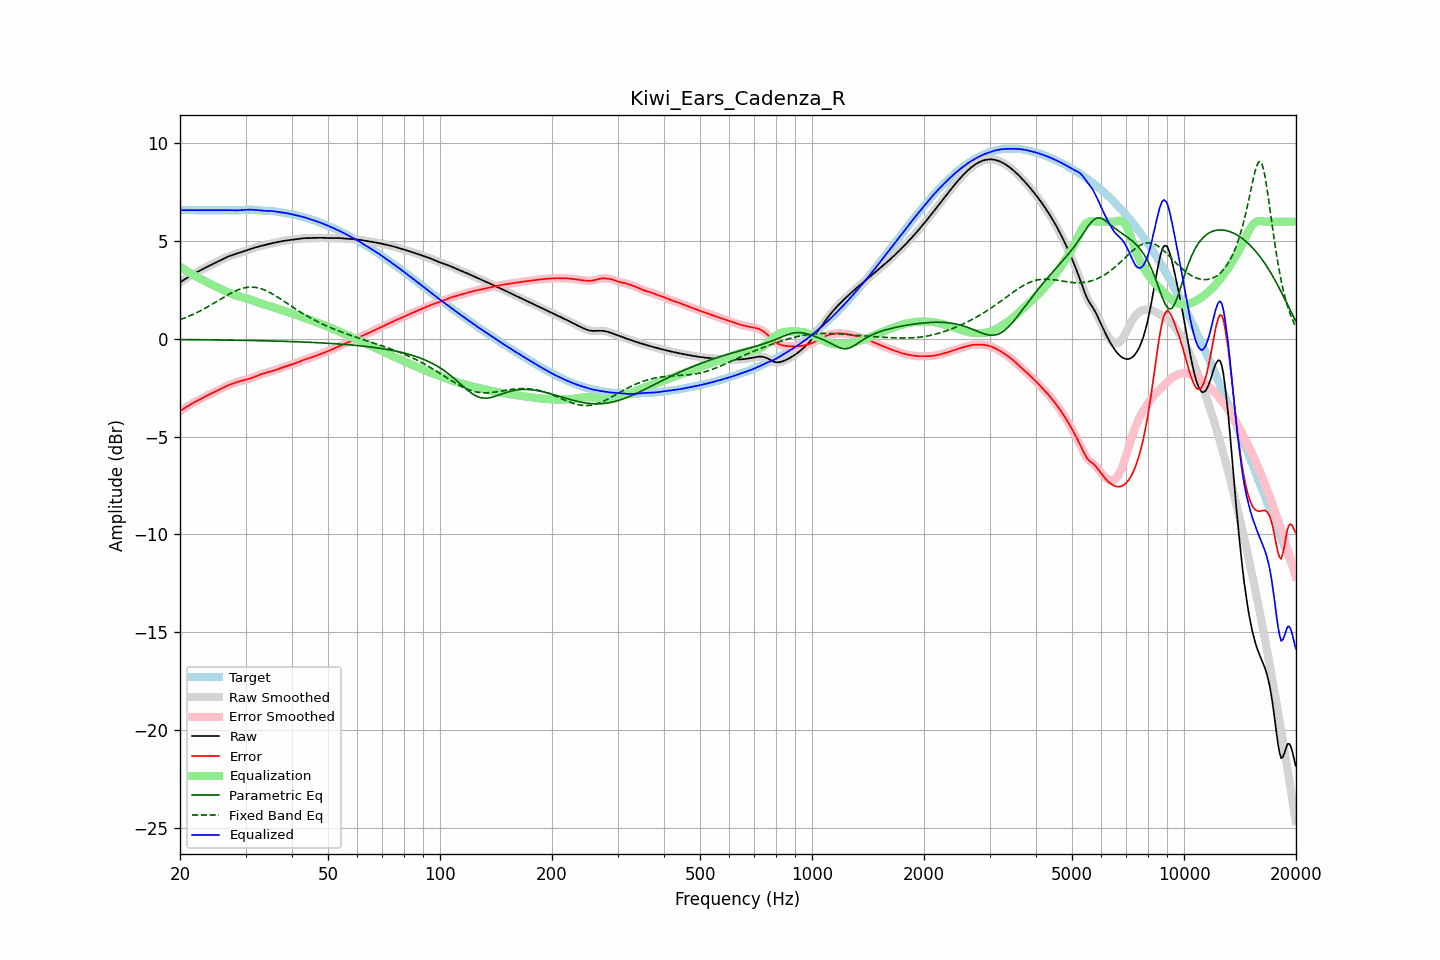 Kiwi_Ears_Cadenza_R
10
5
0
−5
−10
−15
−20
−25
Amplitude (dBr)
Target
Raw Smoothed
Error Smoothed
Raw
Error
Equalization
Parametric Eq
Fixed Band Eq
Equalized
20 50 100 200 500 1000 2000 5000 10000 20000
Frequency (Hz)